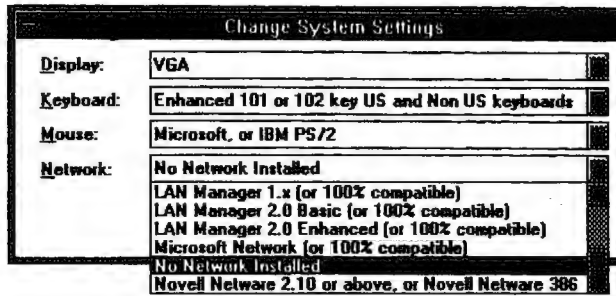 Change System Settings
Display: VGA
Keyboard: Enhanced 101 or 102 key US and Non US keyboards
Mouse: Microsoft, or IBM PS/2
Network: No Network Installed
LAN Manager 1.x (or 100% compatible)
LAN Manager 2.0 Basic (or 100% compatible)
LAN Manager 2.0 Enhanced (or 100% compatible)
Microsoft Network (or 100% compatible)
No Network Installed
Novell Netware 2.10 or above, or Novell Netware 386